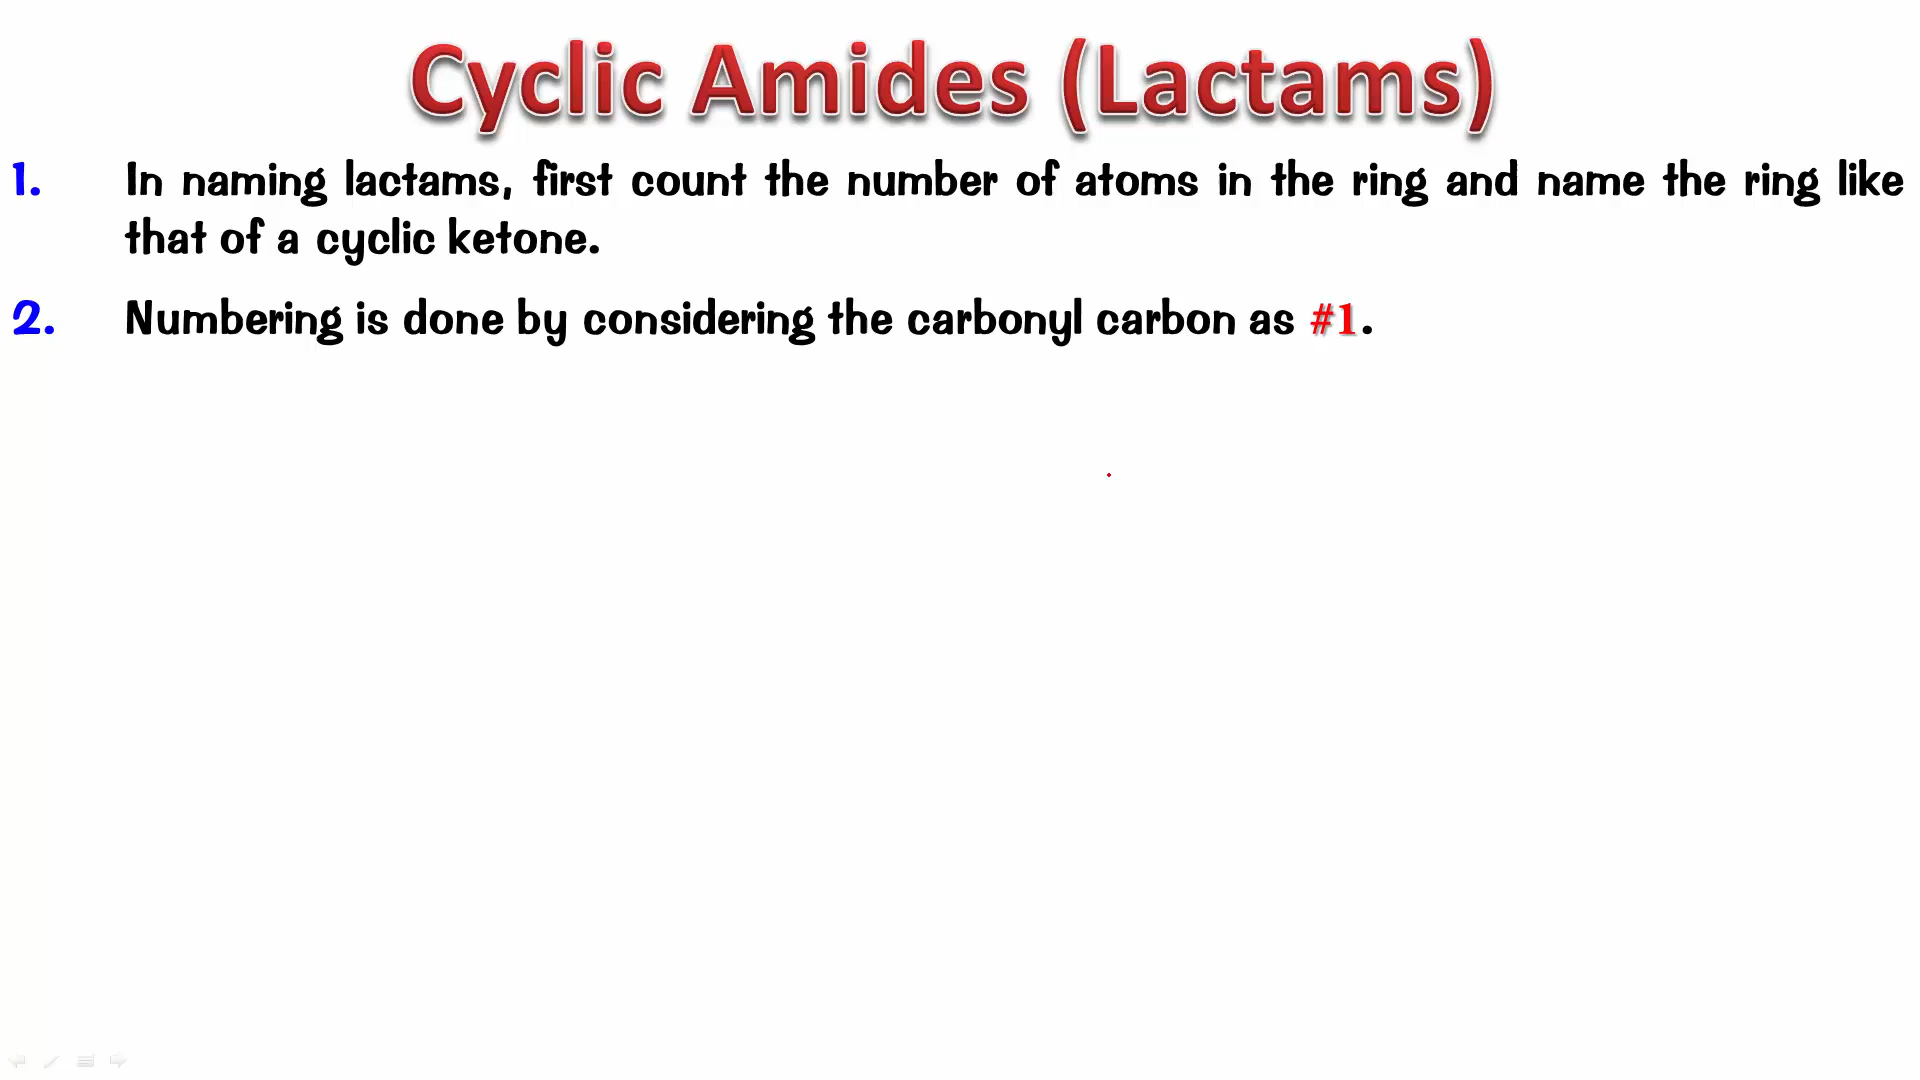 Cyclic Amides (Lactams)
1. In naming lactams, first count the number of atoms in the ring and name the ring like
that of a cyclic ketone.
2. Numbering is done by considering the carbonyl carbon as #1.